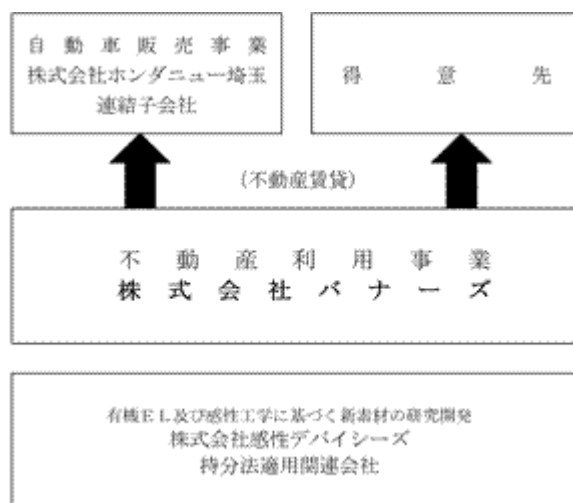 自動車販売事業
株式会社ホンダニュー埼玉
連結子会社
得意先
(不動産賃貸)
不動産利用事業
株式会社バナーズ
有機EL及び感性工学に基づく新素材の研究開発
株式会社感性デバイシーズ
持分法適用関連会社